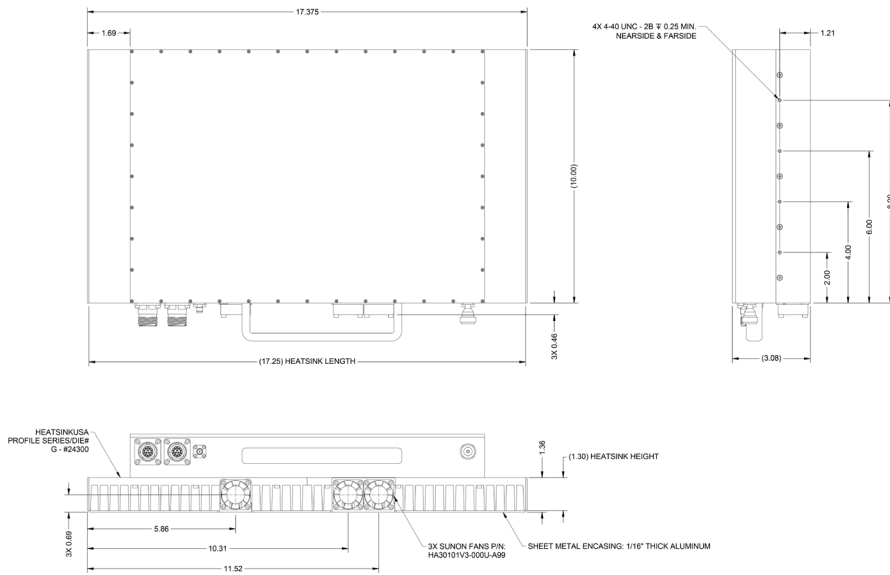 17.375
1.69
4X 4-40 UNC - 2B ↧ 0.25 MIN.
NEARSIDE & FARSIDE
1.21
(10.00)
8.00
6.00
4.00
2.00
3X 0.46
(17.25) HEATSINK LENGTH
(3.08)
HEATSINKUSA
PROFILE SERIES/DIE#
G - #24300
1.36
(1.30) HEATSINK HEIGHT
3X 0.69
5.86
10.31
11.52
3X SUNON FANS P/N:
HA30101V3-000U-A99
SHEET METAL ENCASING: 1/16" THICK ALUMINUM